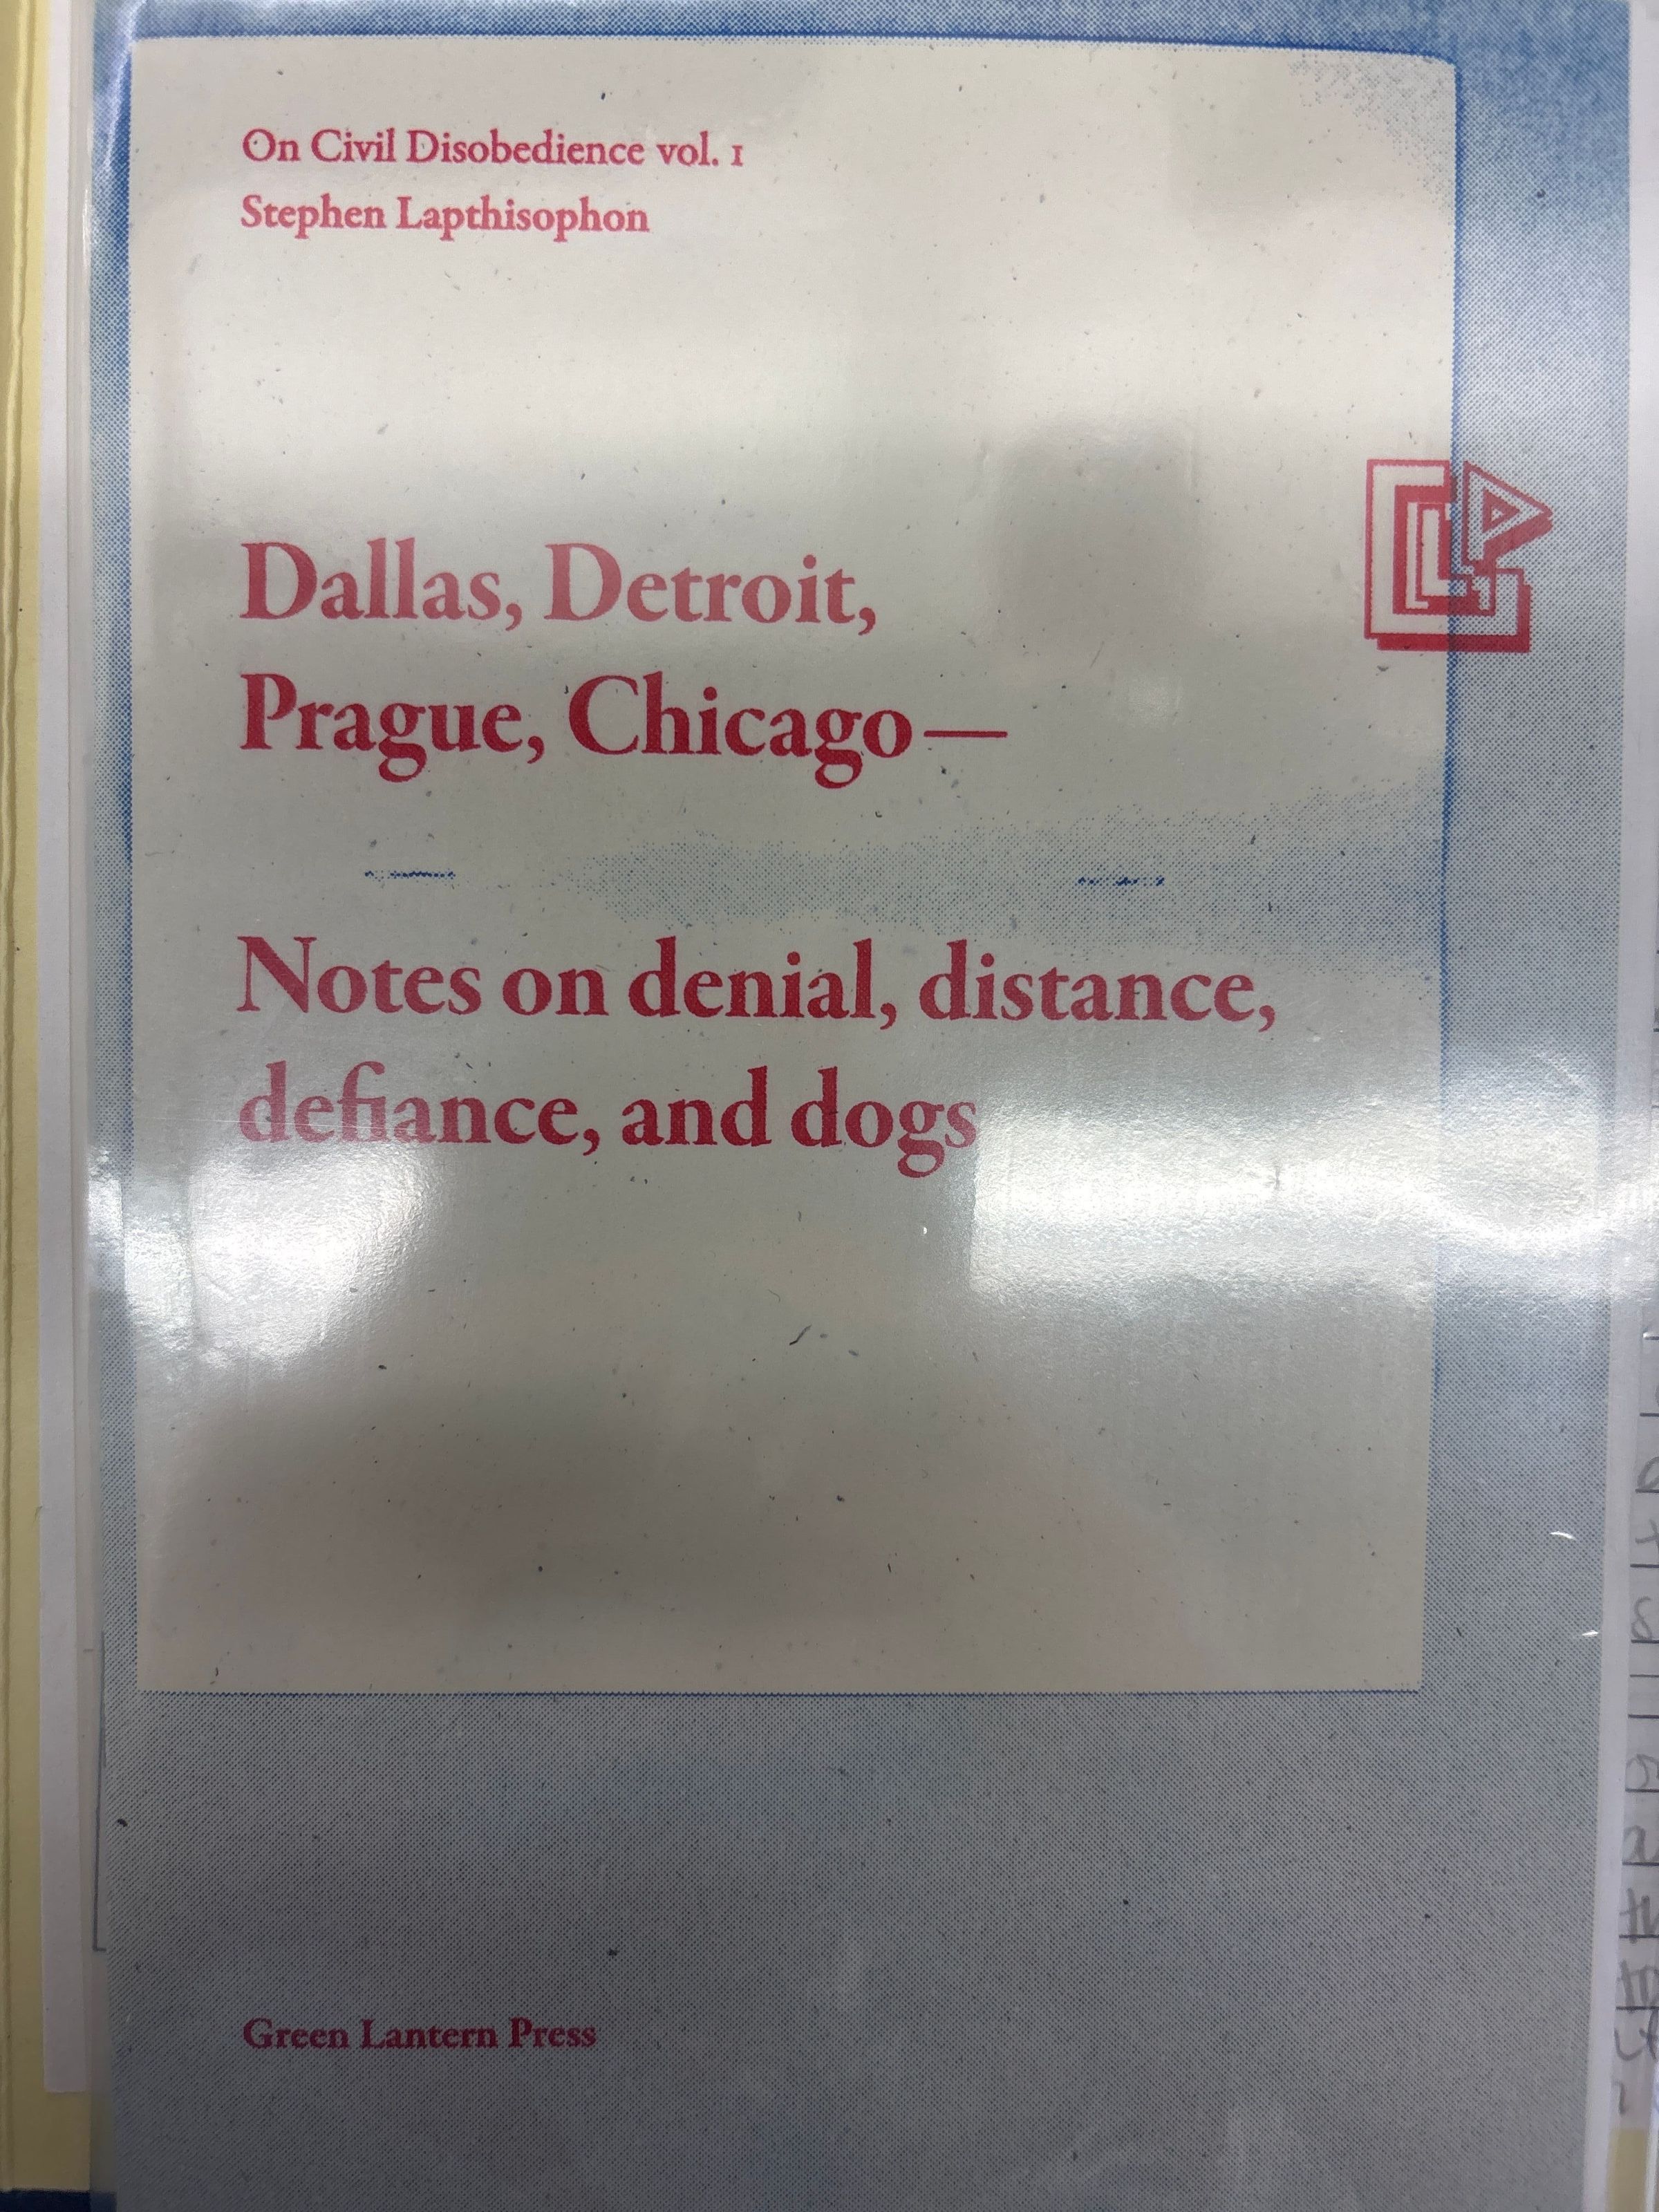 On Civil Disobedience vol. 1
Stephen Lapthisophon
Dallas, Detroit,
Prague, Chicago—
Notes on denial, distance,
defiance, and dogs
Green Lantern Press